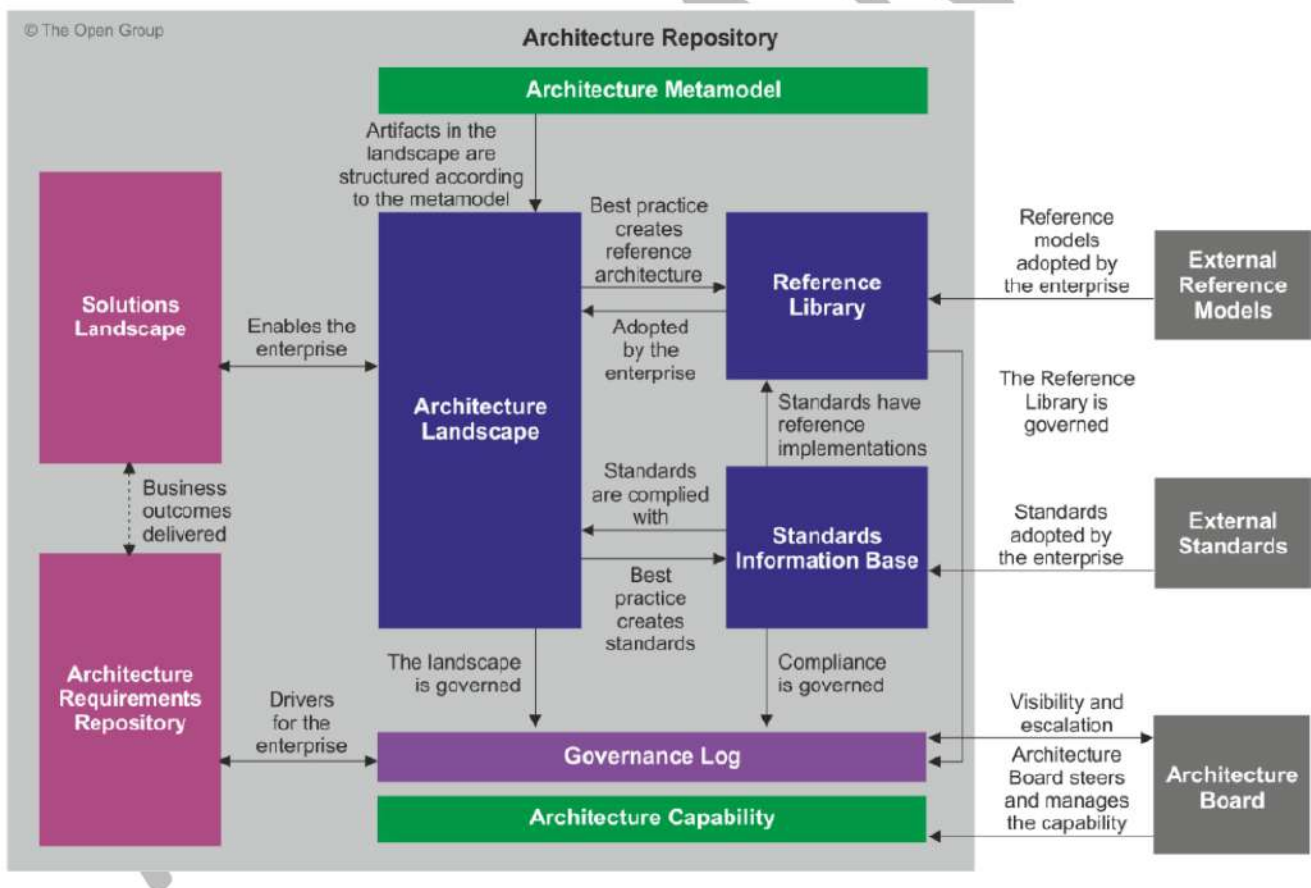 © The Open Group
Architecture Repository
Architecture Metamodel
Artifacts in the
landscape are
structured according
to the metamodel
Solutions
Landscape
Enables the
enterprise
Architecture
Landscape
Best practice
creates
reference
architecture
Adopted
by the
enterprise
Reference
Library
Reference
models
adopted by
the enterprise
External
Reference
Models
The Reference
Library is
governed
Standards have
reference
implementations
Standards
are complied
with
Best
practice
creates
standards
Standards
Information Base
Standards
adopted by
the enterprise
External
Standards
Business
outcomes
delivered
Architecture
Requirements
Repository
Drivers
for the
enterprise
The landscape
is governed
Compliance
is governed
Governance Log
Architecture Capability
Visibility and
escalation
Architecture
Board steers
and manages
the capability
Architecture
Board